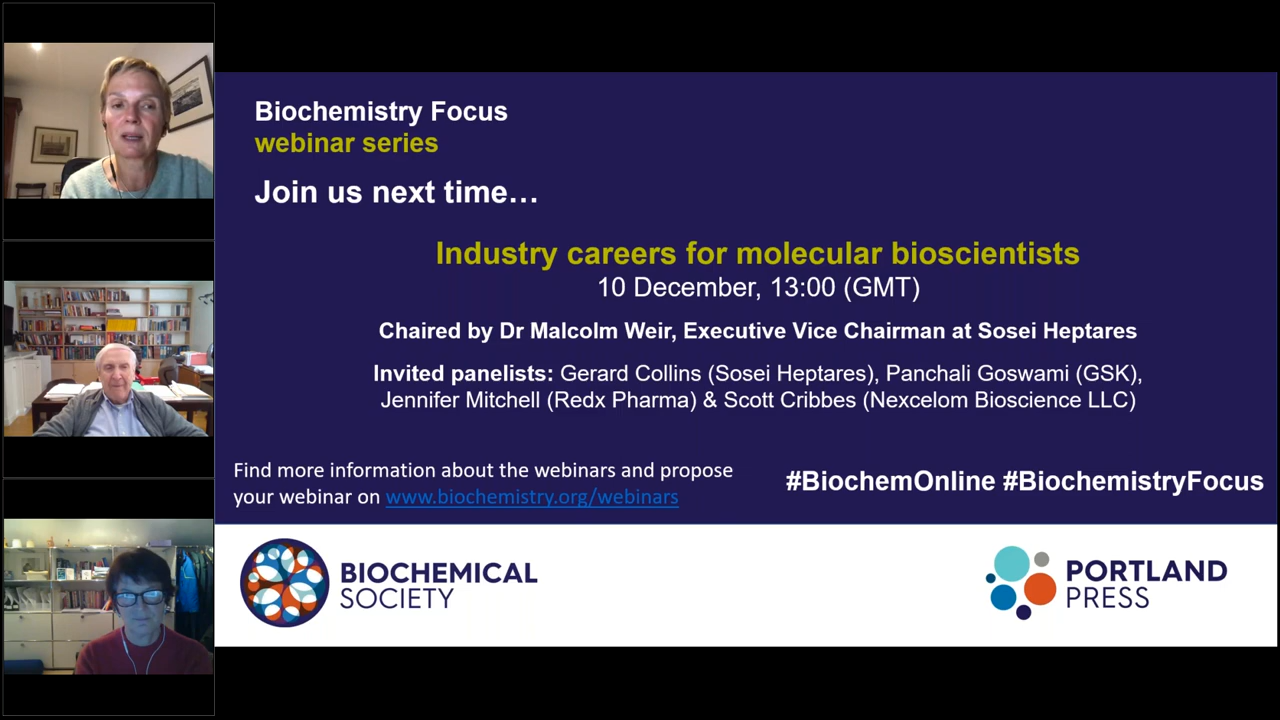 Biochemistry Focus
webinar series
Join us next time…
Industry careers for molecular bioscientists
10 December, 13:00 (GMT)
Chaired by Dr Malcolm Weir, Executive Vice Chairman at Sosei Heptares
Invited panelists: Gerard Collins (Sosei Heptares), Panchali Goswami (GSK),
Jennifer Mitchell (Redx Pharma) & Scott Cribbes (Nexcelom Bioscience LLC)
Find more information about the webinars and propose
your webinar on www.biochemistry.org/webinars
#BiochemOnline #BiochemistryFocus
BIOCHEMICAL
SOCIETY
PORTLAND
PRESS